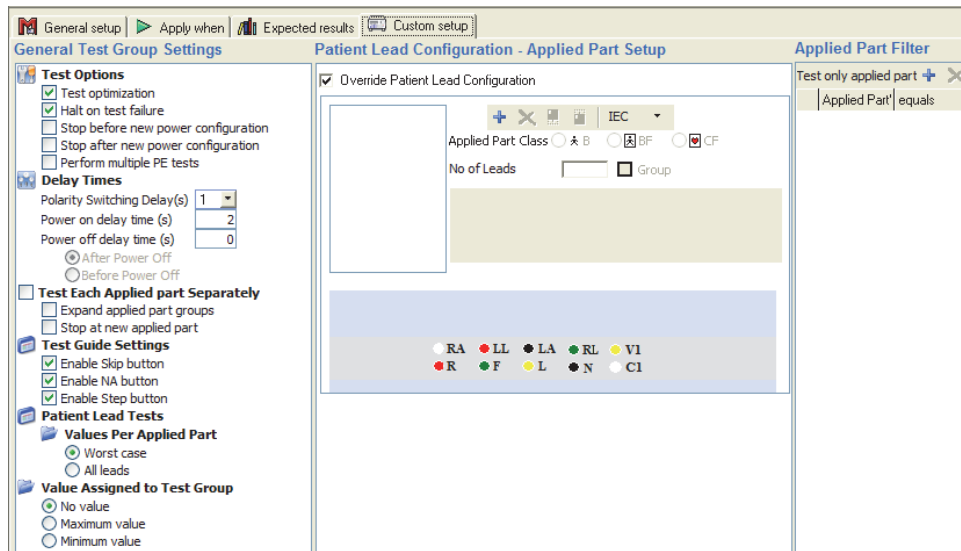 General setup Apply when Expected results Custom setup
General Test Group Settings
Test Options
Test optimization
Halt on test failure
Stop before new power configuration
Stop after new power configuration
Perform multiple PE tests
Delay Times
Polarity Switching Delay(s) 1
Power on delay time (s) 2
Power off delay time (s) 0
After Power Off
Before Power Off
Test Each Applied part Separately
Expand applied part groups
Stop at new applied part
Test Guide Settings
Enable Skip button
Enable NA button
Enable Step button
Patient Lead Tests
Values Per Applied Part
Worst case
All leads
Value Assigned to Test Group
No value
Maximum value
Minimum value
Patient Lead Configuration - Applied Part Setup
Override Patient Lead Configuration
IEC
Applied Part Class B BF CF
No of Leads Group
RA LL LA RL V1
R F L N C1
Applied Part Filter
Test only applied part
Applied Part' equals